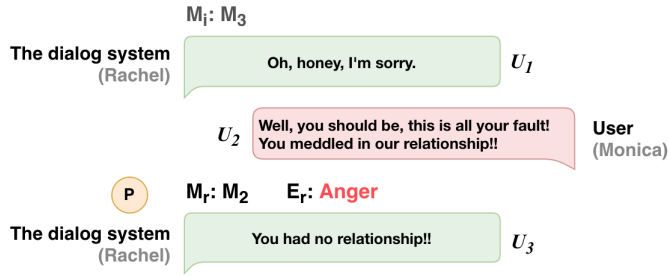 Mi: M3
The dialog system
(Rachel)
Oh, honey, I'm sorry.
U1
U2
Well, you should be, this is all your fault!
You meddled in our relationship!!
User
(Monica)
P
Mr: M2 Er: Anger
The dialog system
(Rachel)
You had no relationship!!
U3